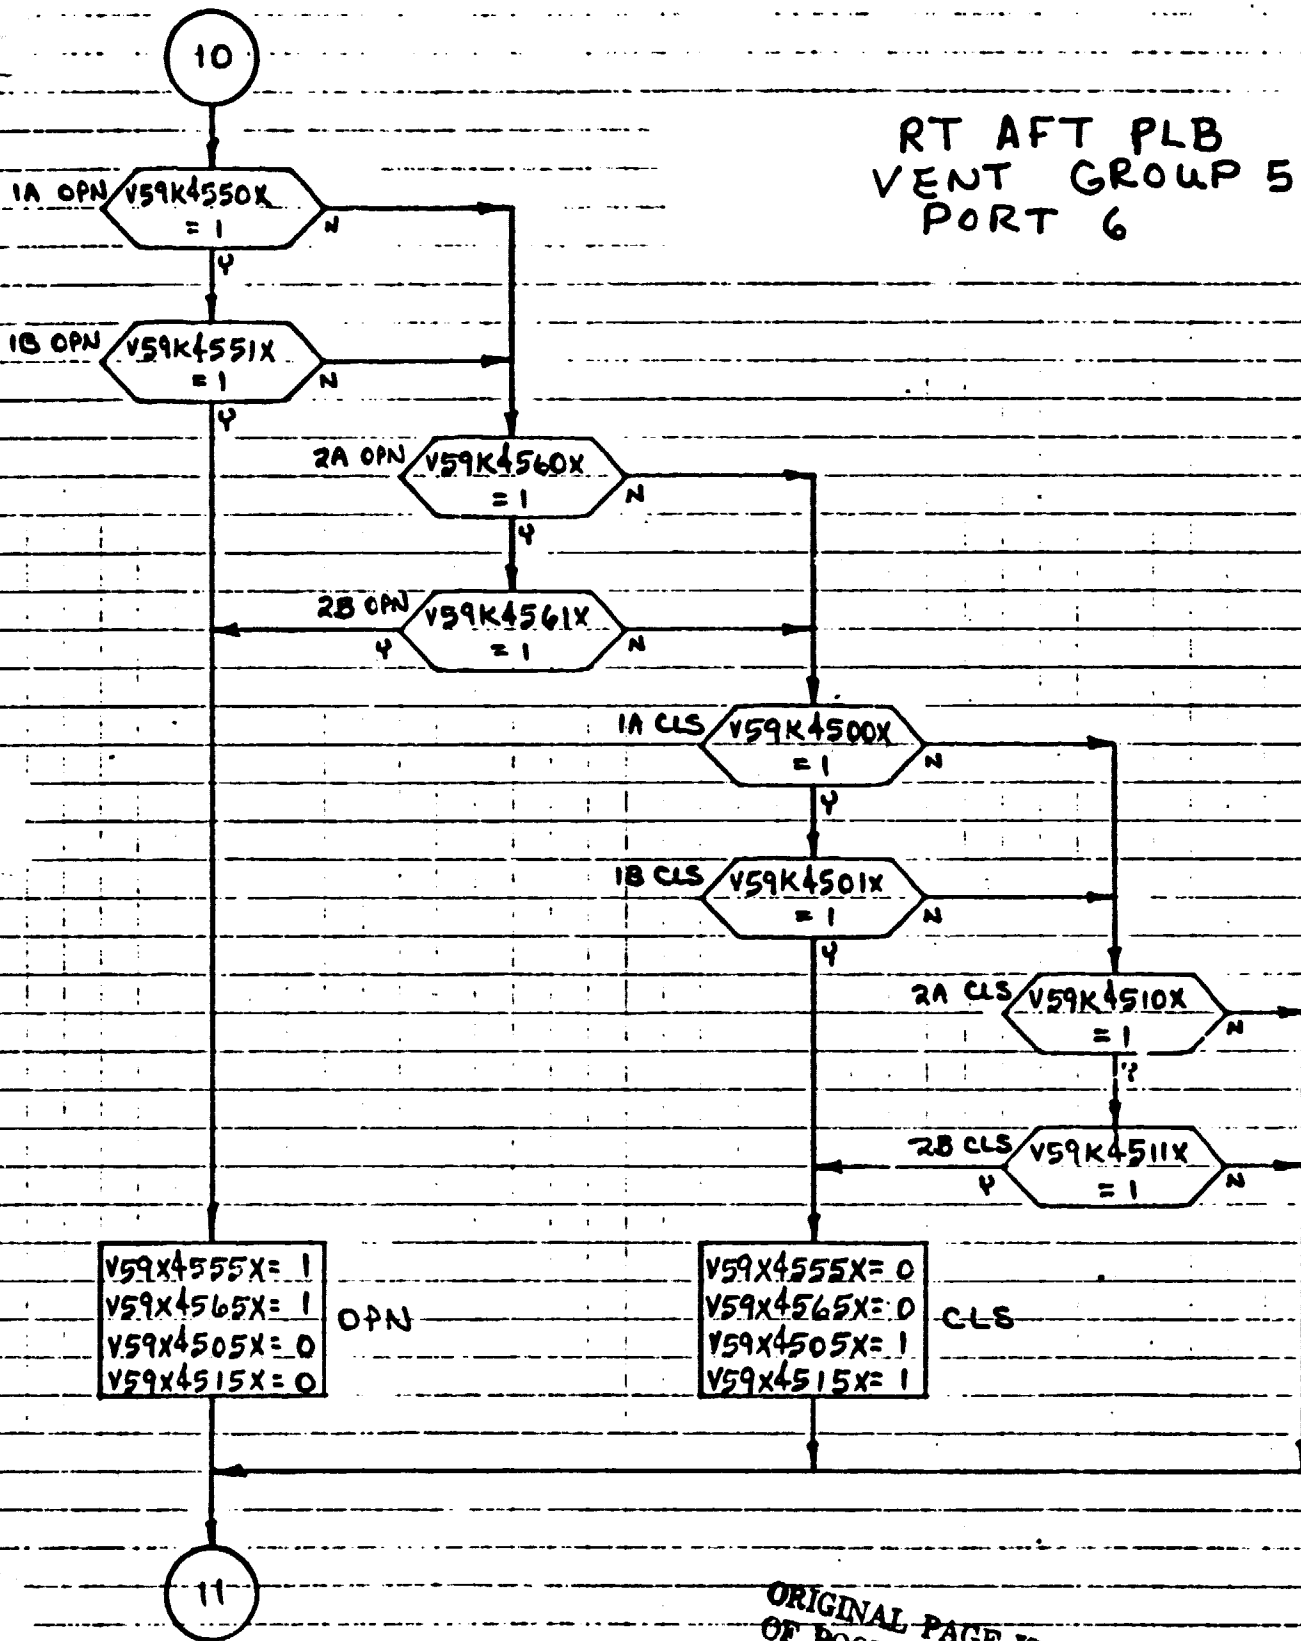 10
RT AFT PLB
VENT GROUP 5
PORT 6
1A OPN
V59K4550X
= 1
N
Y
1B OPN
V59K4551X
= 1
N
Y
2A OPN
V59K4560X
= 1
N
Y
2B OPN
V59K4561X
= 1
Y
N
1A CLS
V59K4500X
= 1
N
Y
1B CLS
V59K4501X
= 1
N
Y
2A CLS
V59K4510X
= 1
N
2B CLS
V59K4511X
= 1
Y
N
V59X4555X= 1
V59X4565X= 1
V59X4505X= 0
V59X4515X= 0
OPN
V59X4555X= 0
V59X4565X= 0
V59X4505X= 1
V59X4515X= 1
CLS
11
ORIGINAL PAGE
OF